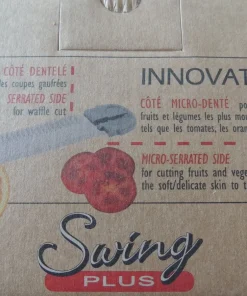 CÔTÉ DENTELÉ
les coupes gaufrées
SERRATED SIDE
for waffle cut
INNOVAT
CÔTÉ MICRO-DENTÉ po
fruits et légumes les plus mou
tels que les tomates, les oran
MICRO-SERRATED SIDE
for cutting fruits and vege
the soft/delicate skin to t
Swing
PLUS